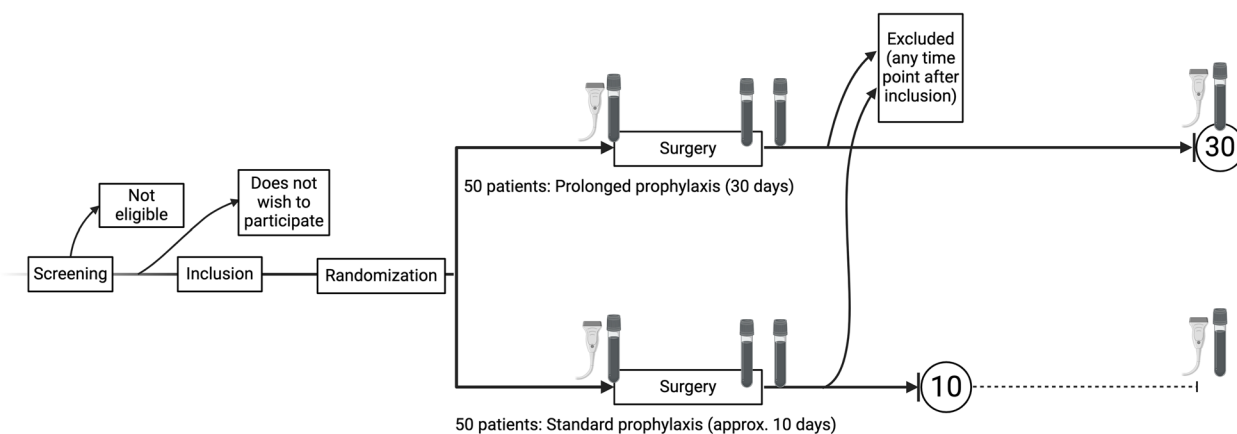 Excluded
(any time
point after
inclusion)
Surgery
30
50 patients: Prolonged prophylaxis (30 days)
Not
eligible
Does not
wish to
participate
Screening
Inclusion
Randomization
Surgery
10
50 patients: Standard prophylaxis (approx. 10 days)